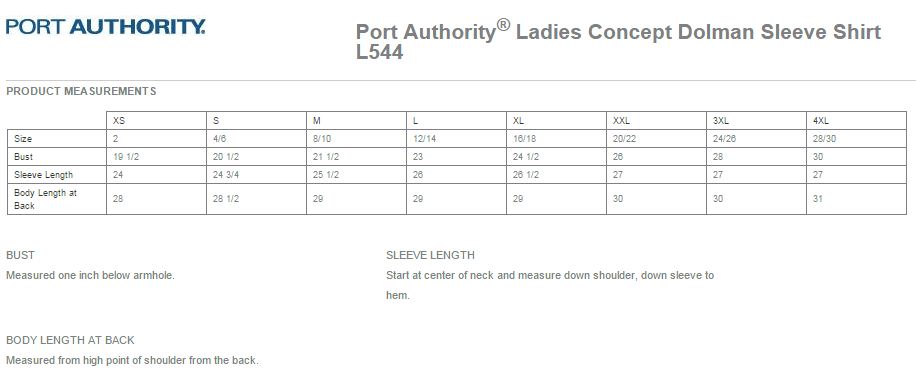 PORT AUTHORITY.
Port Authority® Ladies Concept Dolman Sleeve Shirt
L544
PRODUCT MEASUREMENTS
XS S M L XL XXL 3XL 4XL
Size 2 4/6 8/10 12/14 16/18 20/22 24/26 28/30
Bust 19 1/2 20 1/2 21 1/2 23 24 1/2 26 28 30
Sleeve Length 24 24 3/4 25 1/2 26 26 1/2 27 27 27
Body Length at
Back 28 28 1/2 29 29 29 30 30 31
BUST
Measured one inch below armhole.
SLEEVE LENGTH
Start at center of neck and measure down shoulder, down sleeve to
hem.
BODY LENGTH AT BACK
Measured from high point of shoulder from the back.